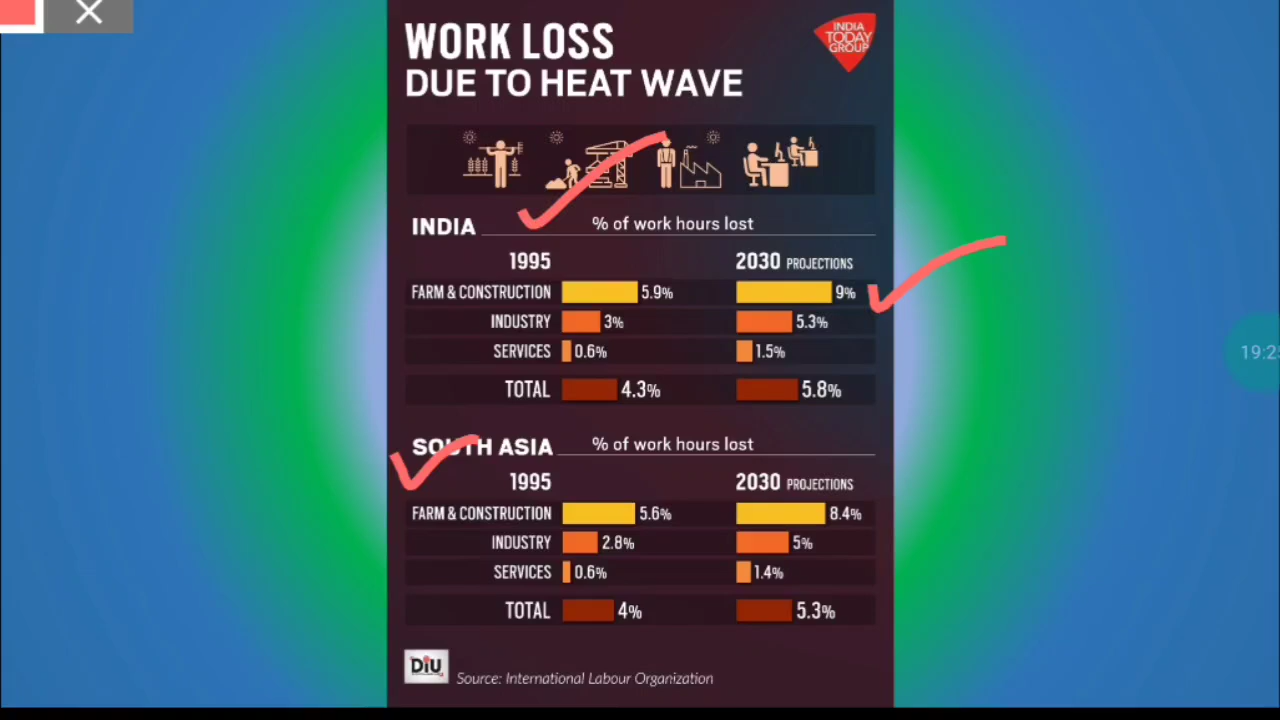 WORK LOSS
DUE TO HEAT WAVE
INDIA
TODAY
GROUP
INDIA % of work hours lost
1995 2030 PROJECTIONS
FARM & CONSTRUCTION 5.9% 9%
INDUSTRY 3% 5.3%
SERVICES 0.6% 1.5%
TOTAL 4.3% 5.8%
SOUTH ASIA % of work hours lost
1995 2030 PROJECTIONS
FARM & CONSTRUCTION 5.6% 8.4%
INDUSTRY 2.8% 5%
SERVICES 0.6% 1.4%
TOTAL 4% 5.3%
DiU Source: International Labour Organization